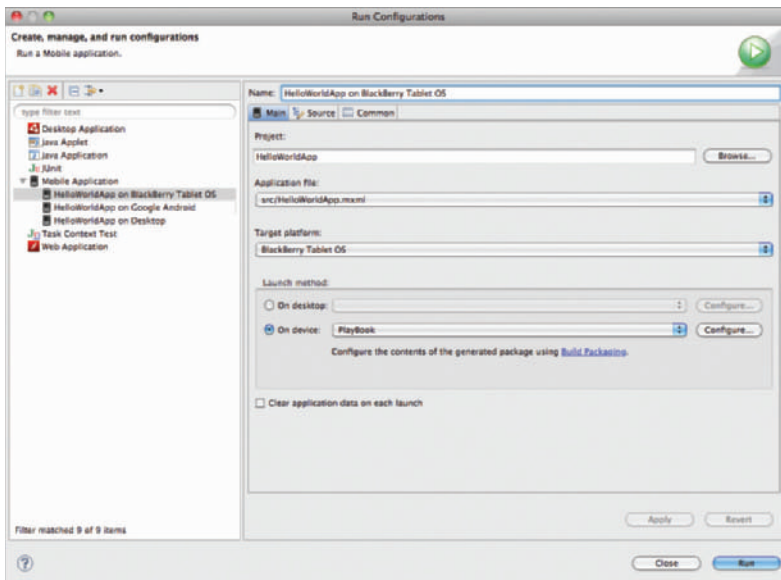 Run Configurations
Create, manage, and run configurations
Run a Mobile application.
type filter text
Desktop Application
Java Applet
Java Application
JUnit
Mobile Application
HelloWorldApp on BlackBerry Tablet OS
HelloWorldApp on Google Android
HelloWorldApp on Desktop
Task Context Test
Web Application
Filter matched 9 of 9 items
Name: HelloWorldApp on BlackBerry Tablet OS
Main Source Common
Project:
HelloWorldApp Browse...
Application file:
src/HelloWorldApp.mxml
Target platform:
BlackBerry Tablet OS
Launch method:
On desktop: Configure...
On device: PlayBook Configure...
Configure the contents of the generated package using Build Packaging.
Clear application data on each launch
Apply Revert
? Close Run